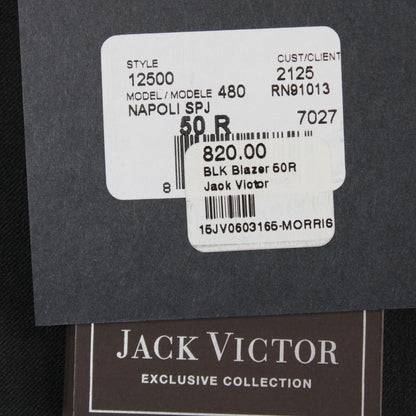 STYLE
12500
CUST/CLIENT
2125
MODEL / MODELE 480
RN91013
NAPOLI SPJ
50 R
7027
8
820.00
BLK Blazer 50R
Jack Victor
15JV0603165-MORRIS
JACK VICTOR
EXCLUSIVE COLLECTION